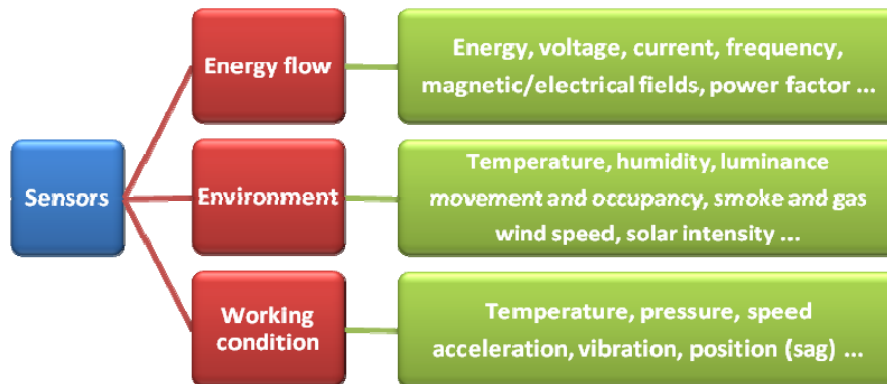 Sensors
Energy flow
Energy, voltage, current, frequency,
magnetic/electrical fields, power factor ...
Environment
Temperature, humidity, luminance
movement and occupancy, smoke and gas
wind speed, solar intensity ...
Working
condition
Temperature, pressure, speed
acceleration, vibration, position (sag) ...